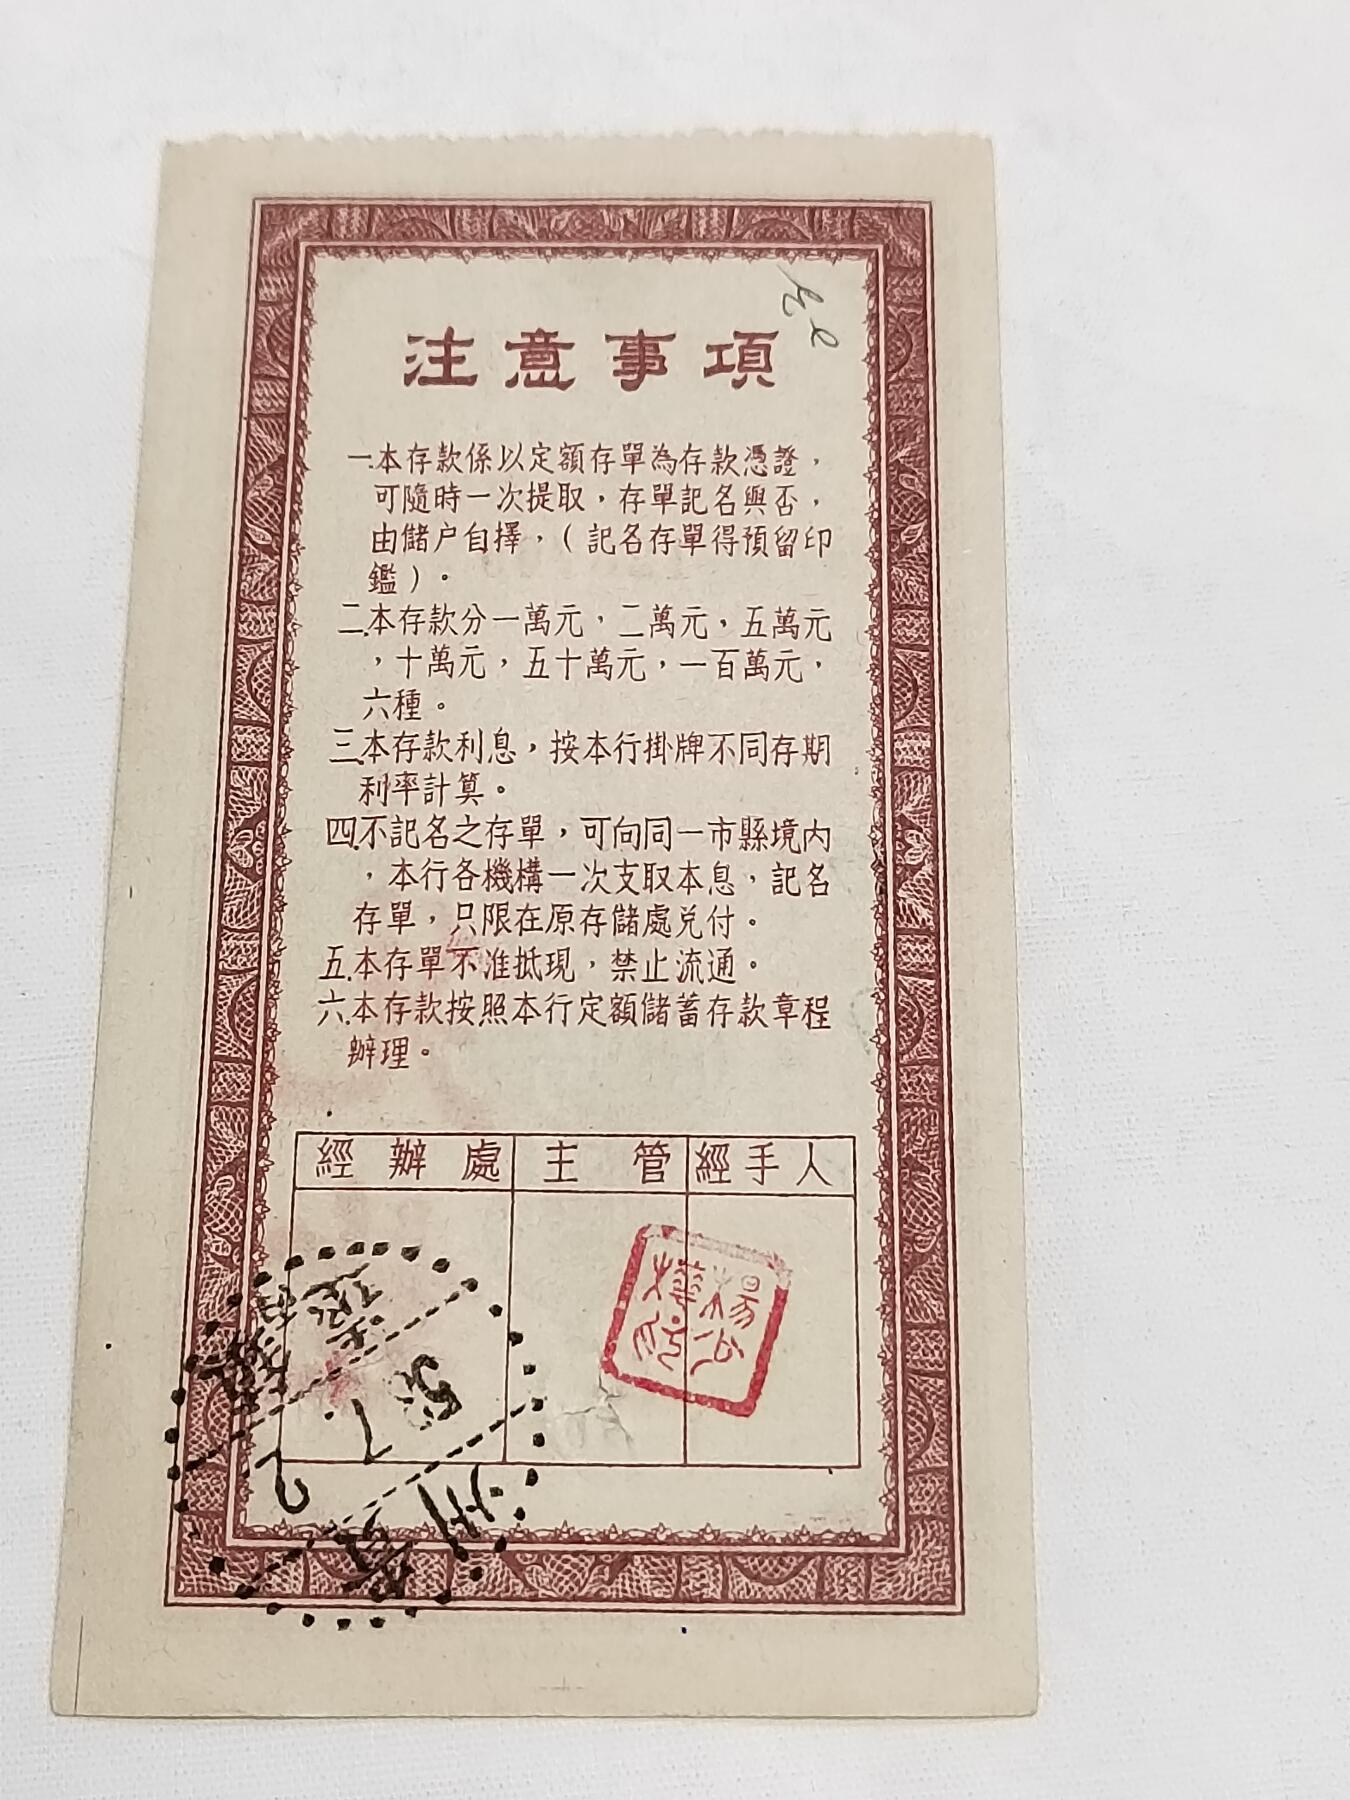 注意事項
一.本存款係以定額存單為存款憑證，
可隨時一次提取，存單記名與否，
由儲户自擇，（記名存單得預留印
鑑）。
二.本存款分一萬元，二萬元，五萬元
，十萬元，五十萬元，一百萬元，
六種。
三.本存款利息，按本行掛牌不同存期
利率計算。
四.不記名之存單，可向同一市縣境內
，本行各機構一次支取本息，記名
存單，只限在原存儲處兑付。
五.本存單不准抵現，禁止流通。
六.本存款按照本行定額儲蓄存款章程
辦理。
經辦處 主管 經手人